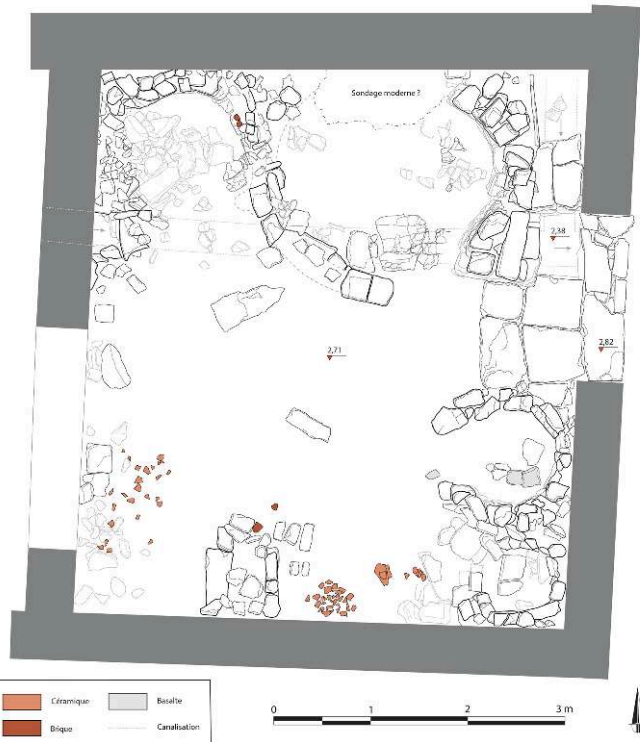 Sondage moderne ?
2,38
2,71
2,82
Céramique
Basalte
Brique
Canalisation
0 1 2 3 m